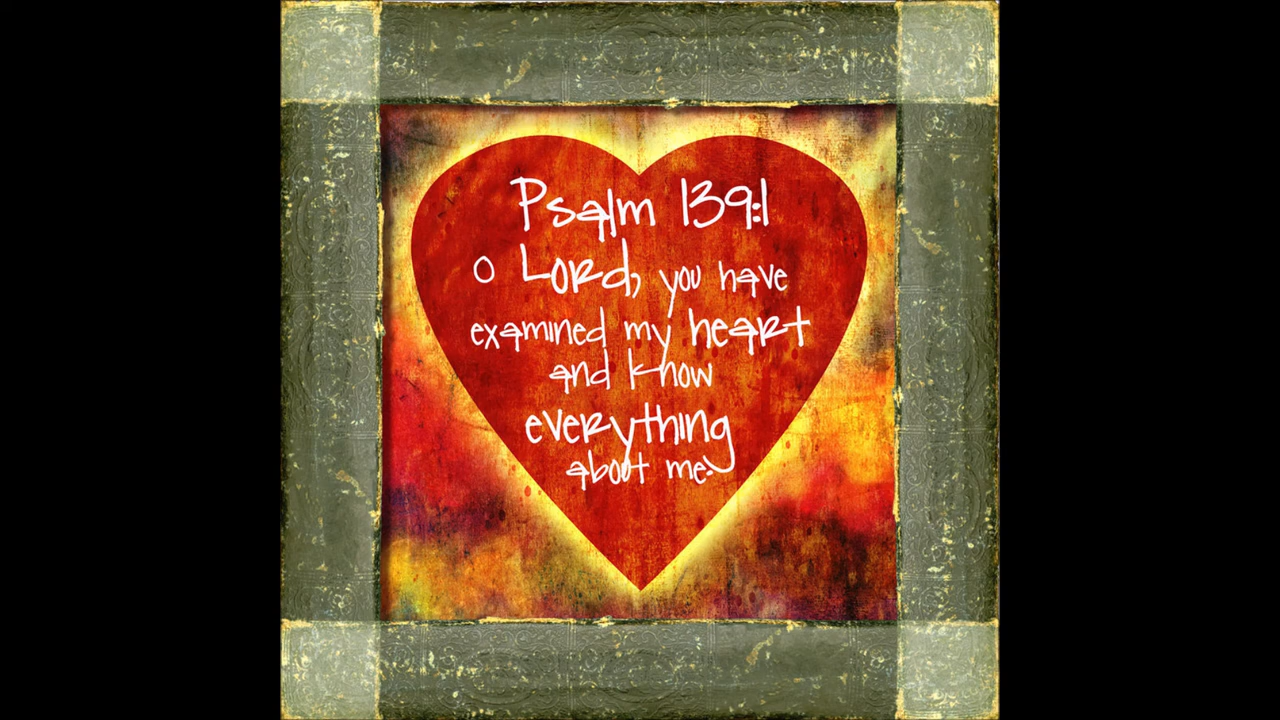 Psalm 139:1
o Lord, you have
examined my heart
and know
everything
about me.